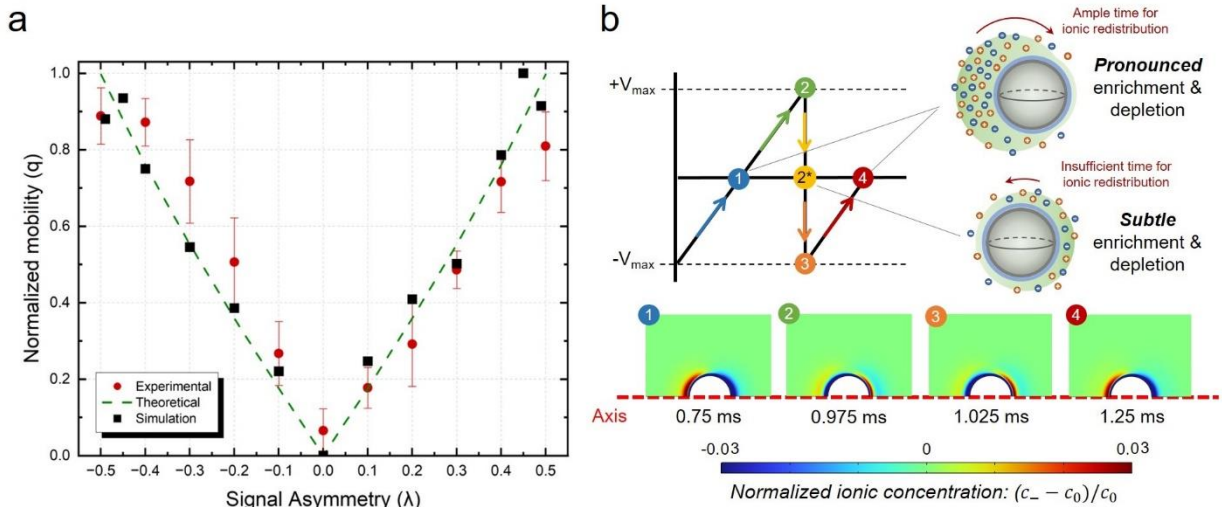 a
Normalized mobility (q)
1.0
0.8
0.6
0.4
0.2
0.0
Experimental
Theoretical
Simulation
−0.5 −0.4 −0.3 −0.2 −0.1 0.0 0.1 0.2 0.3 0.4 0.5
Signal Asymmetry (λ)
b
+Vmax
-Vmax
1
2
2*
3
4
Ample time for
ionic redistribution
Pronounced
enrichment &
depletion
Insufficient time for
ionic redistribution
Subtle
enrichment &
depletion
1 2 3 4
Axis
0.75 ms 0.975 ms 1.025 ms 1.25 ms
-0.03 0 0.03
Normalized ionic concentration: (c_ − c0)/c0